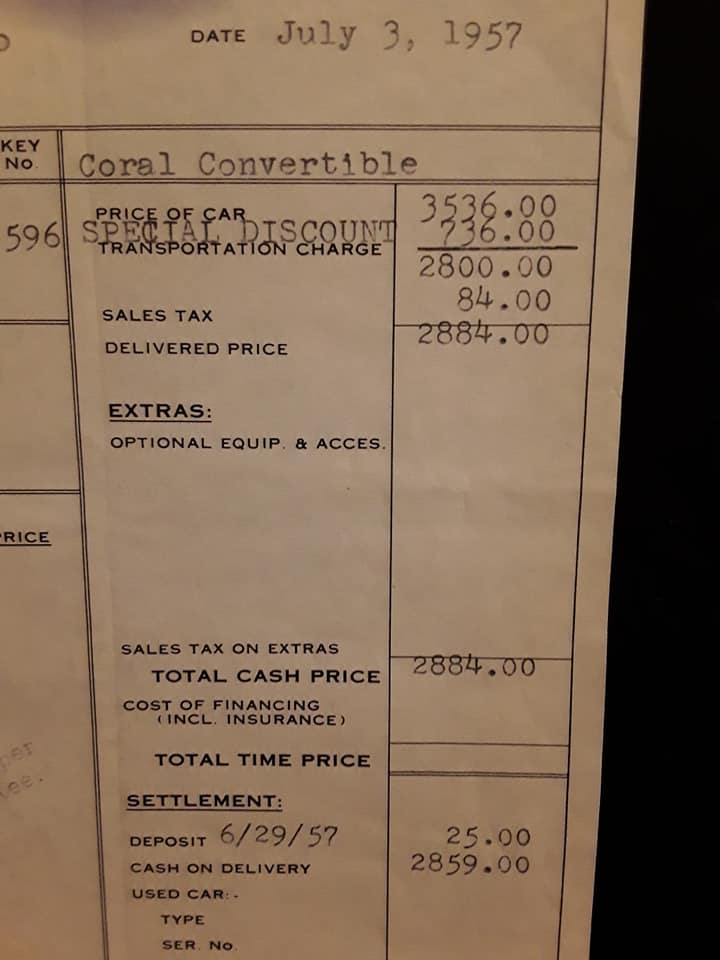 DATE July 3, 1957
KEY
No.
Coral Convertible
PRICE OF CAR 3536.00
596 SPECIAL DISCOUNT 736.00
TRANSPORTATION CHARGE
2800.00
84.00
SALES TAX
2884.00
DELIVERED PRICE
EXTRAS:
OPTIONAL EQUIP. & ACCES.
PRICE
SALES TAX ON EXTRAS
TOTAL CASH PRICE 2884.00
COST OF FINANCING
(INCL. INSURANCE)
TOTAL TIME PRICE
SETTLEMENT:
DEPOSIT 6/29/57 25.00
CASH ON DELIVERY 2859.00
USED CAR:-
TYPE
SER. No.